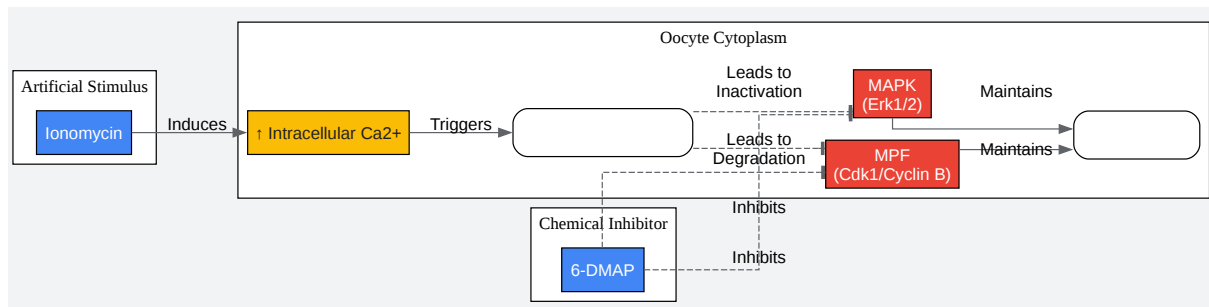 Oocyte Cytoplasm
Artificial Stimulus
Ionomycin
Induces
↑ Intracellular Ca2+
Triggers
Leads to
Inactivation
Leads to
Degradation
MAPK
(Erk1/2)
MPF
(Cdk1/Cyclin B)
Maintains
Maintains
Chemical Inhibitor
6-DMAP
Inhibits
Inhibits